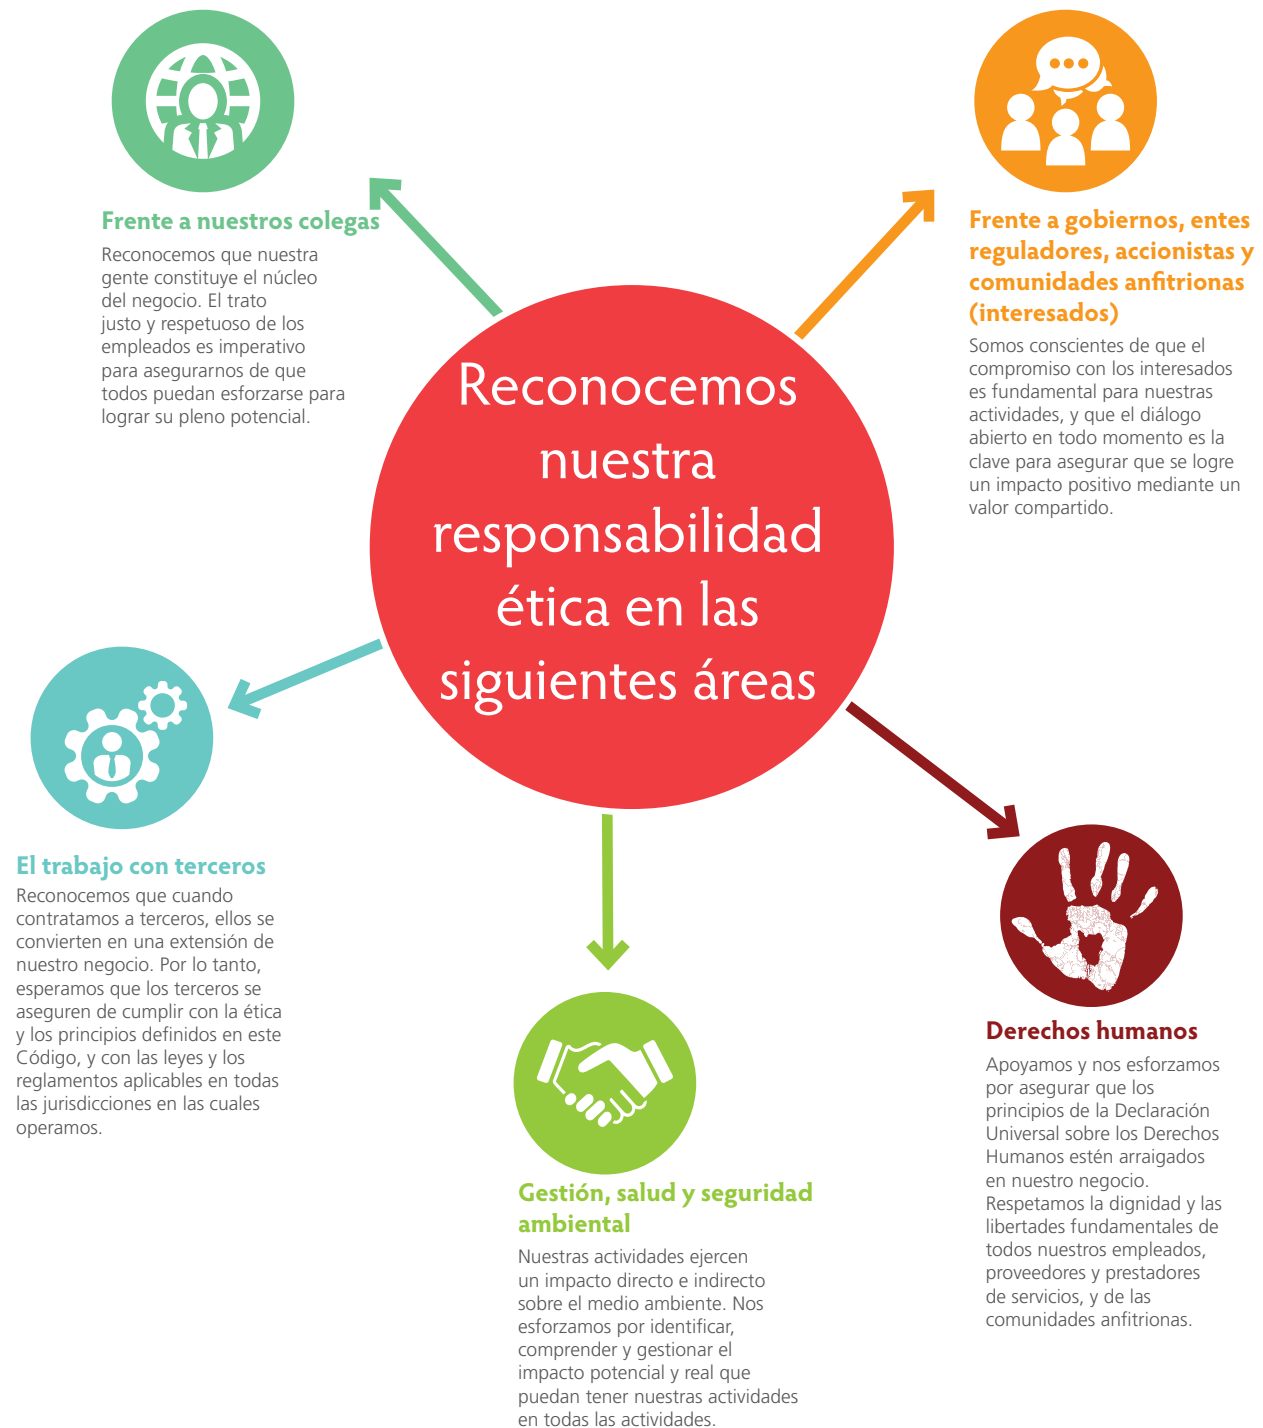 Frente a nuestros colegas
Reconocemos que nuestra
gente constituye el núcleo
del negocio. El trato
justo y respetuoso de los
empleados es imperativo
para asegurarnos de que
todos puedan esforzarse para
lograr su pleno potencial.
Frente a gobiernos, entes
reguladores, accionistas y
comunidades anfitrionas
(interesados)
Somos conscientes de que el
compromiso con los interesados
es fundamental para nuestras
actividades, y que el diálogo
abierto en todo momento es la
clave para asegurar que se logre
un impacto positivo mediante un
valor compartido.
Reconocemos
nuestra
responsabilidad
ética en las
siguientes áreas
El trabajo con terceros
Reconocemos que cuando
contratamos a terceros, ellos se
convierten en una extensión de
nuestro negocio. Por lo tanto,
esperamos que los terceros se
aseguren de cumplir con la ética
y los principios definidos en este
Código, y con las leyes y los
reglamentos aplicables en todas
las jurisdicciones en las cuales
operamos.
Gestión, salud y seguridad
ambiental
Nuestras actividades ejercen
un impacto directo e indirecto
sobre el medio ambiente. Nos
esforzamos por identificar,
comprender y gestionar el
impacto potencial y real que
puedan tener nuestras actividades
en todas las actividades.
Derechos humanos
Apoyamos y nos esforzamos
por asegurar que los
principios de la Declaración
Universal sobre los Derechos
Humanos estén arraigados
en nuestro negocio.
Respetamos la dignidad y las
libertades fundamentales de
todos nuestros empleados,
proveedores y prestadores
de servicios, y de las
comunidades anfitrionas.